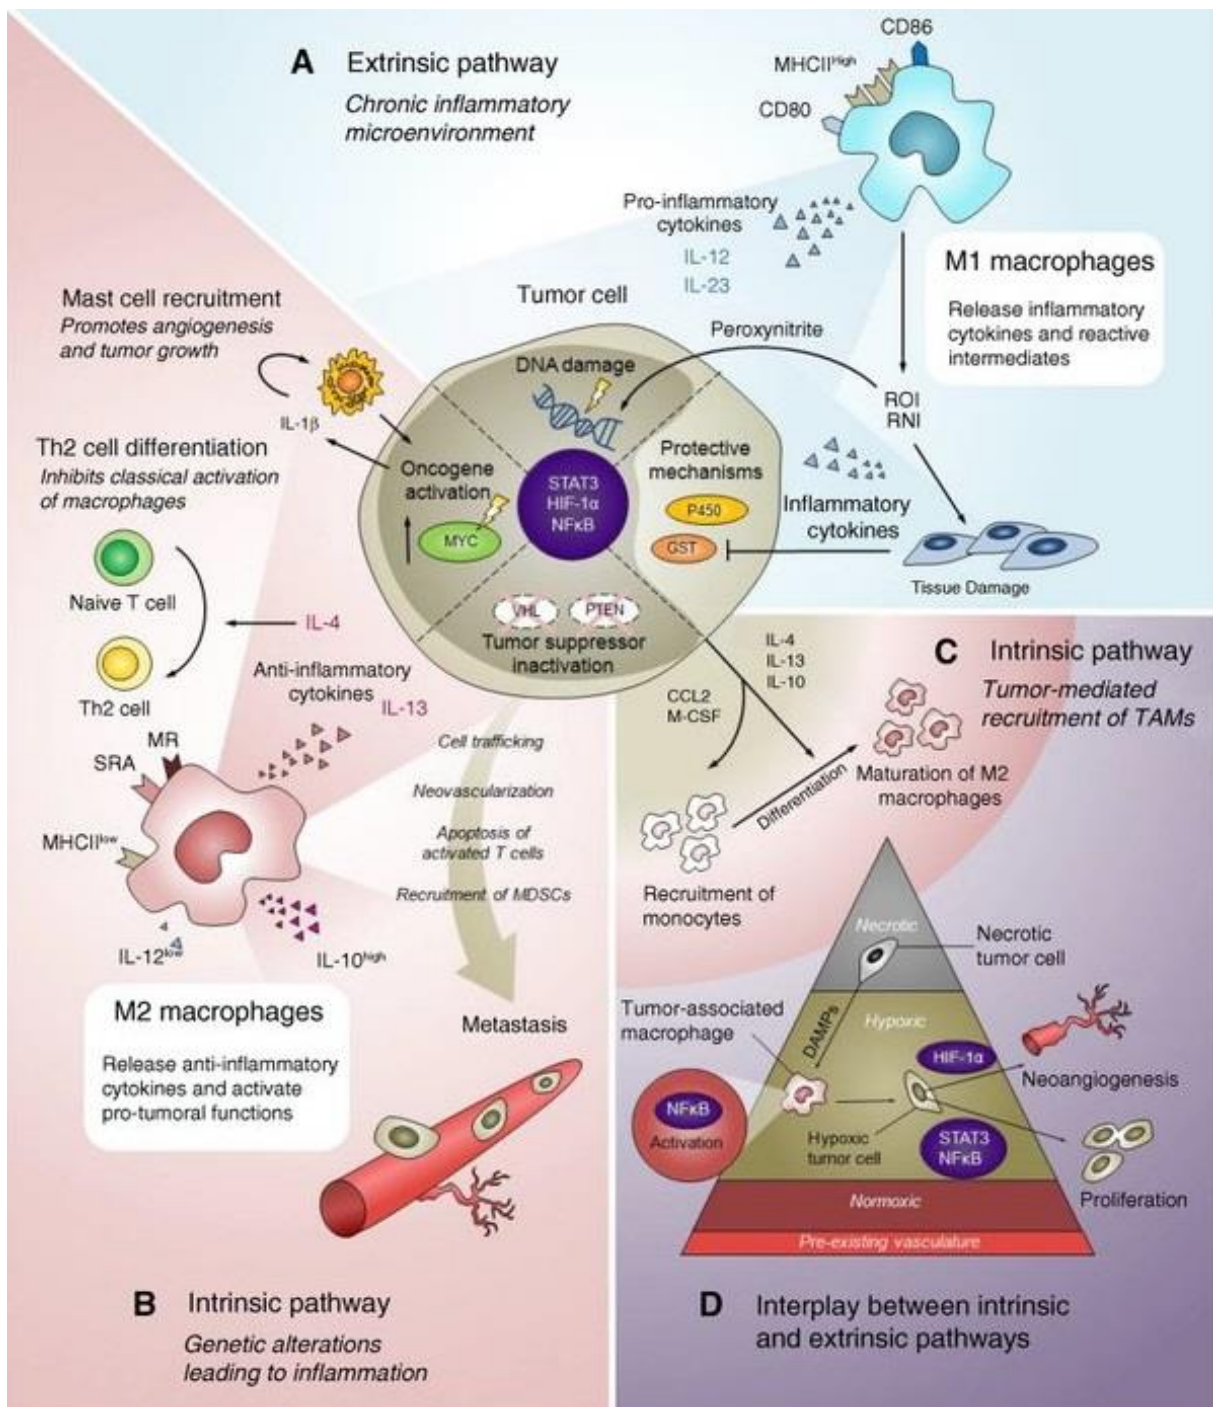 A Extrinsic pathway
Chronic inflammatory
microenvironment
CD86
MHCIIHigh
CD80
Pro-inflammatory
cytokines
IL-12
IL-23
M1 macrophages
Release inflammatory
cytokines and reactive
intermediates
Peroxynitrite
ROI
RNI
Inflammatory
cytokines
Tissue Damage
Tumor cell
DNA damage
Protective
mechanisms
P450
GST
STAT3
HIF-1α
NFκB
Oncogene
activation
MYC
VHL
PTEN
Tumor suppressor
inactivation
Mast cell recruitment
Promotes angiogenesis
and tumor growth
IL-1β
Th2 cell differentiation
Inhibits classical activation
of macrophages
Naive T cell
IL-4
Th2 cell
Anti-inflammatory
cytokines
IL-13
MR
SRA
MHCIIlow
IL-12low
IL-10high
M2 macrophages
Release anti-inflammatory
cytokines and activate
pro-tumoral functions
Cell trafficking
Neovascularization
Apoptosis of
activated T cells
Recruitment of MDSCs
Metastasis
B Intrinsic pathway
Genetic alterations
leading to inflammation
C Intrinsic pathway
Tumor-mediated
recruitment of TAMs
IL-4
IL-13
IL-10
CCL2
M-CSF
Differentiation
Maturation of M2
macrophages
Recruitment of
monocytes
Necrotic
Necrotic
tumor cell
Tumor-associated
macrophage
DAMPs
Hypoxic
HIF-1α
Neoangiogenesis
NFκB
Activation
Hypoxic
tumor cell
STAT3
NFκB
Proliferation
Normoxic
Pre-existing vasculature
D Interplay between intrinsic
and extrinsic pathways